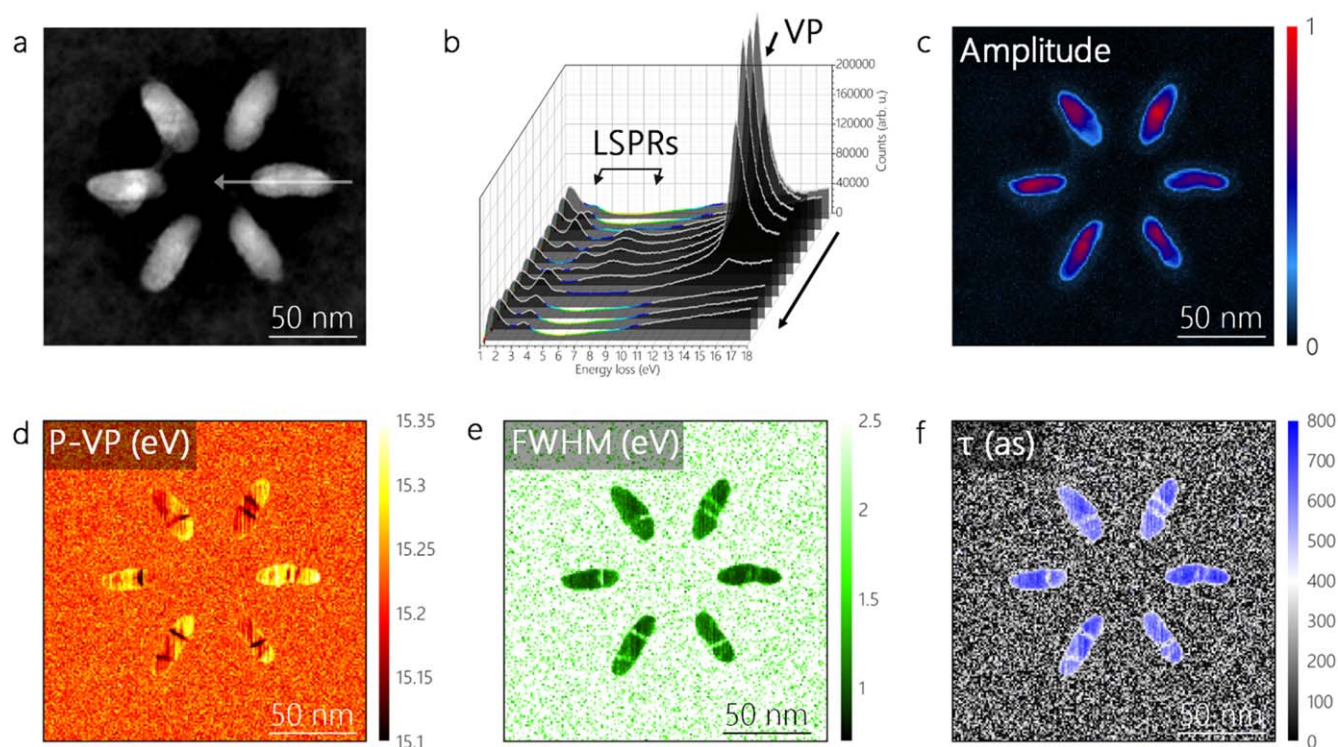 a
50 nm
b
VP
LSPRs
200000
160000
120000
80000
40000
0
Counts (arb. u.)
1 2 3 4 5 6 7 8 9 10 11 12 13 14 15 16 17 18
Energy loss (eV)
c
Amplitude
50 nm
1
0
d
P-VP (eV)
50 nm
15.35
15.3
15.25
15.2
15.15
15.1
e
FWHM (eV)
50 nm
2.5
2
1.5
1
f
τ (as)
50 nm
800
700
600
500
400
300
200
100
0